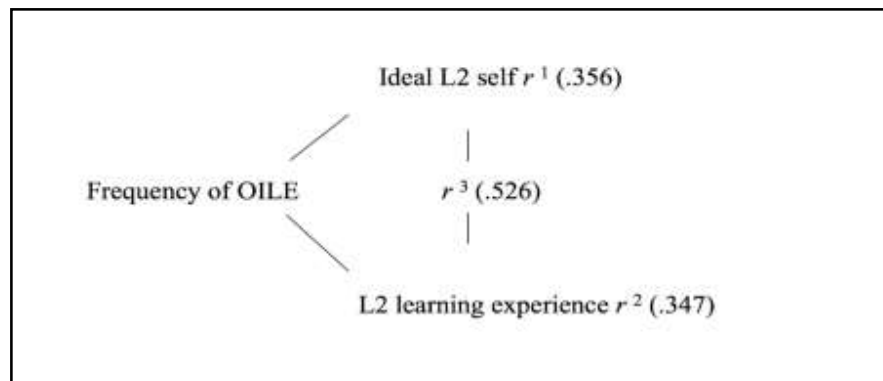 Ideal L2 self r ¹ (.356)
Frequency of OILE
r ³ (.526)
L2 learning experience r ² (.347)